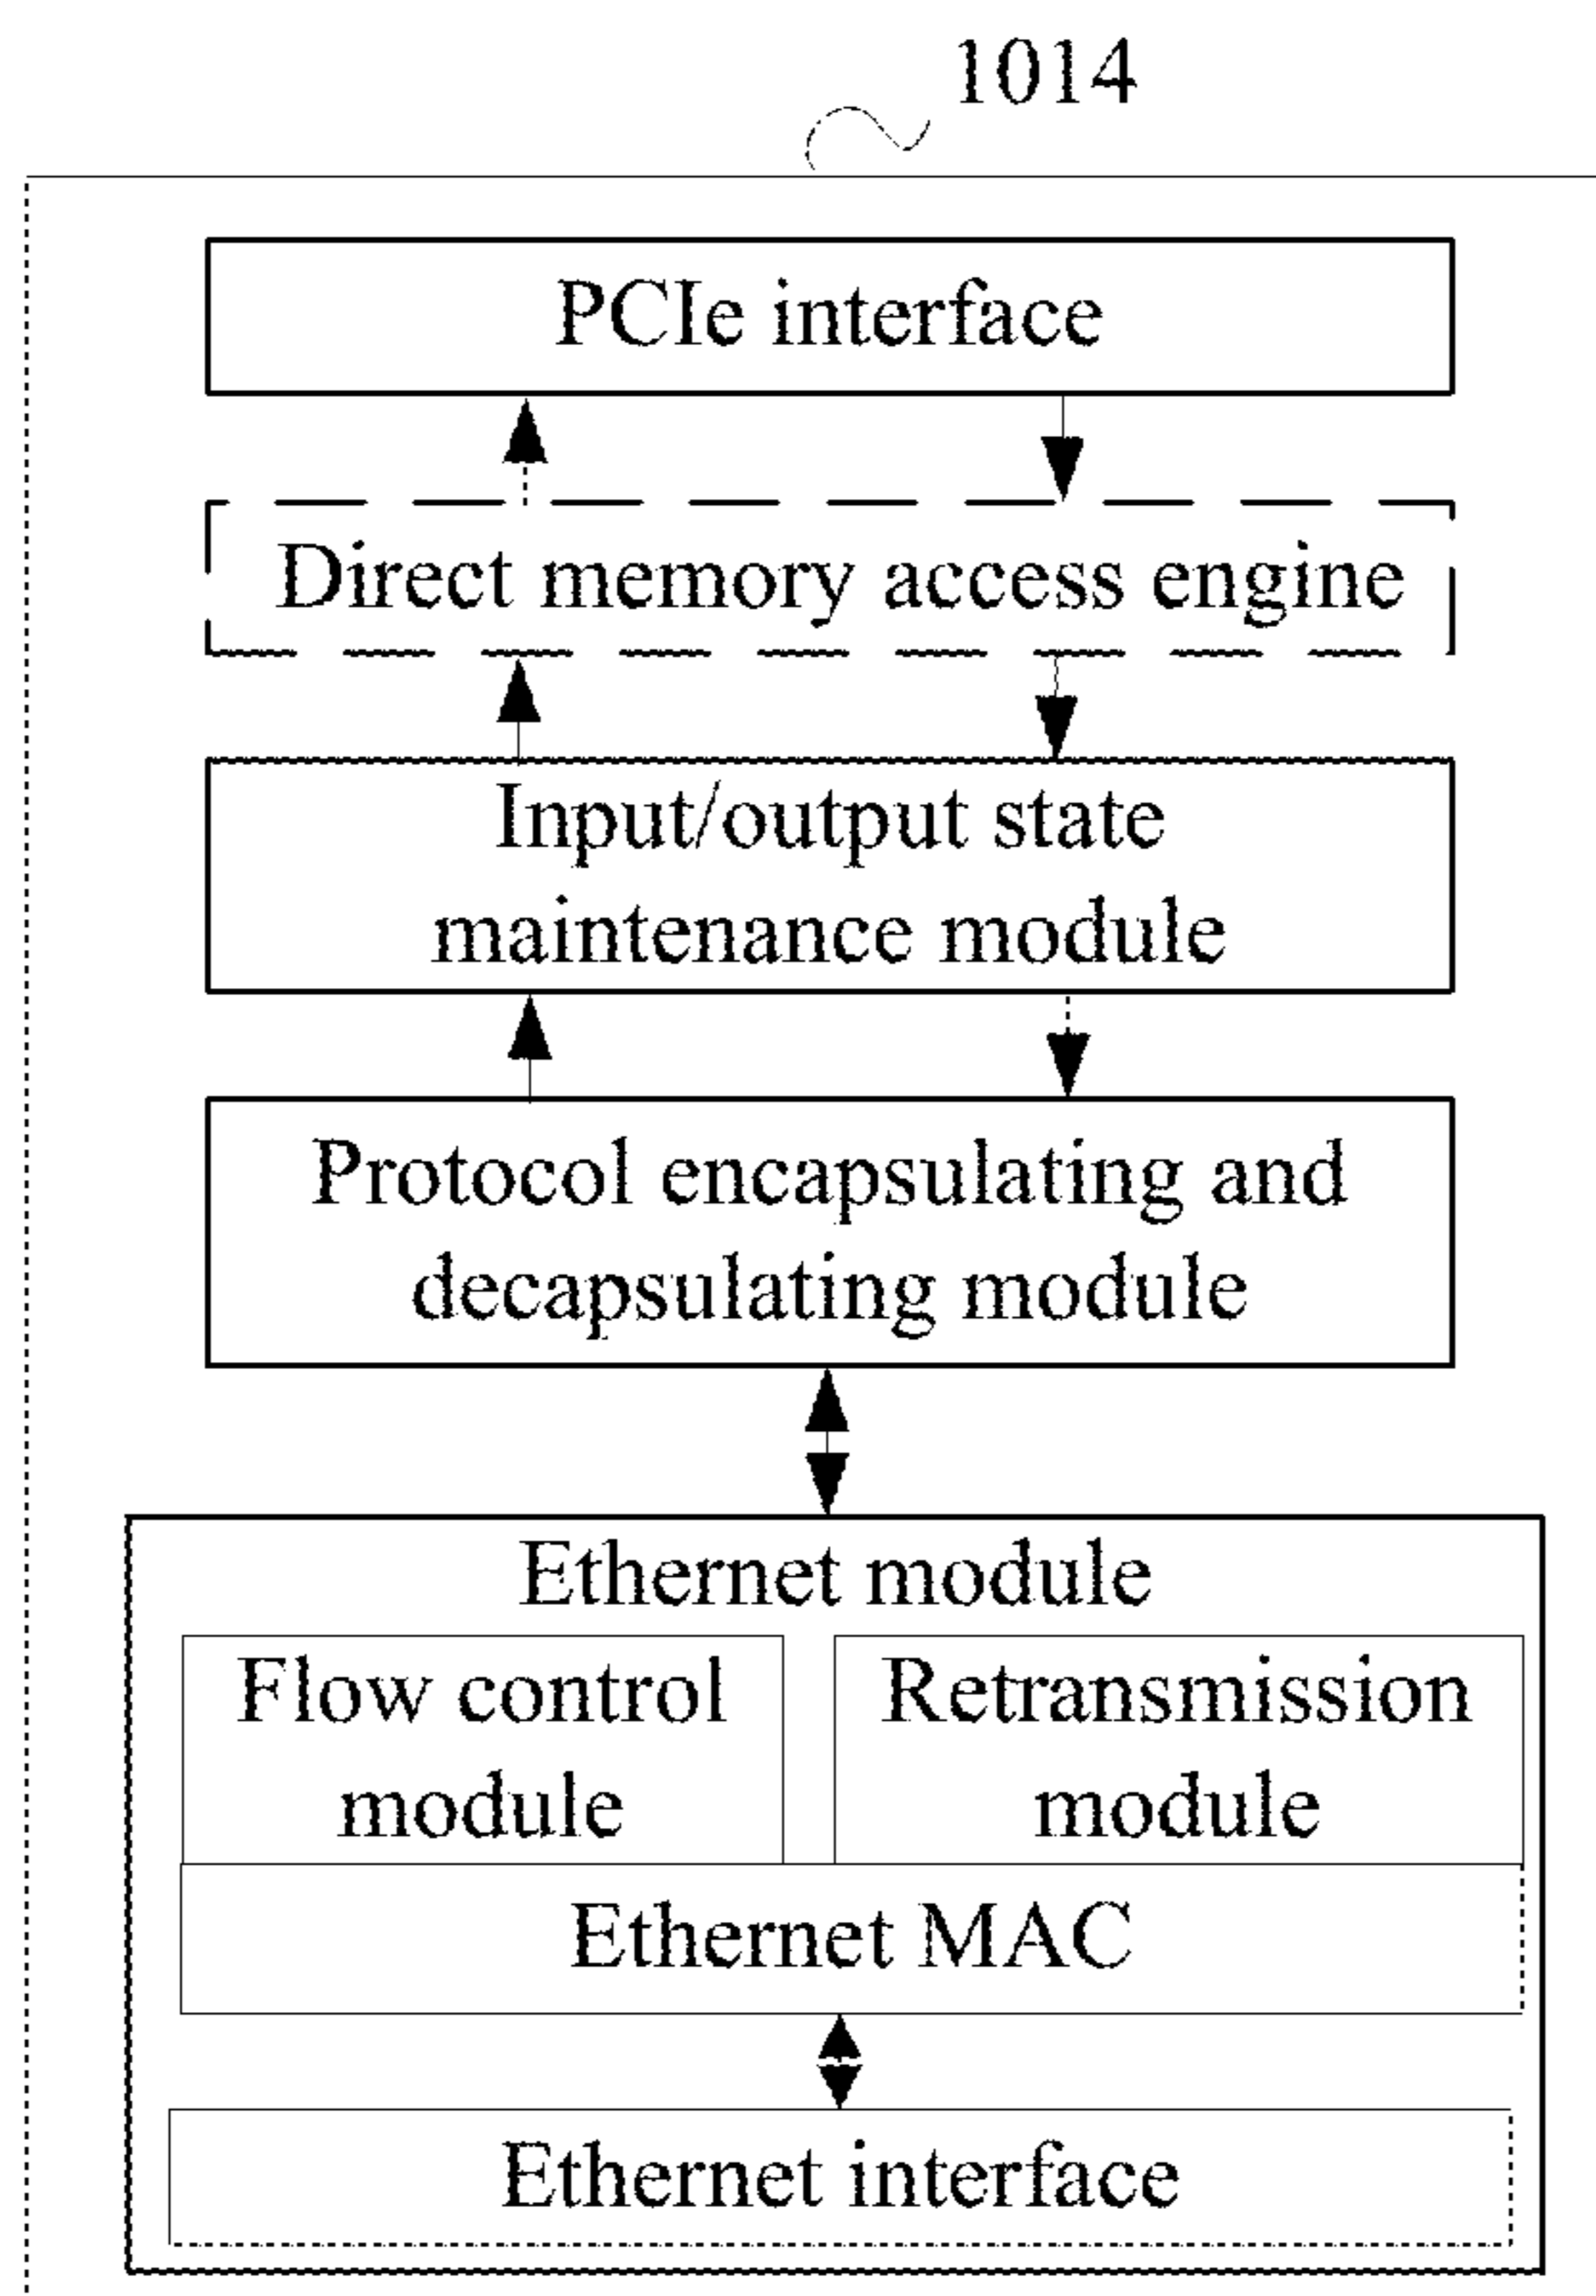 1014
PCIe interface
Direct memory access engine
Input/output state
maintenance module
Protocol encapsulating and
decapsulating module
Ethernet module
Flow control
module
Retransmission
module
Ethernet MAC
Ethernet interface